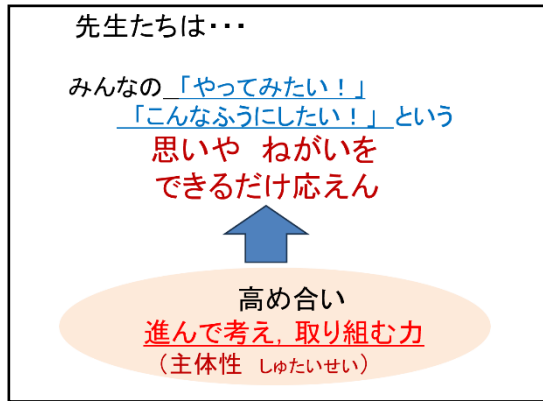 先生たちは・・・
みんなの「やってみたい！」
「こんなふうにしたい！」という
思いや　ねがいを
できるだけ応えん
高め合い
進んで考え，取り組む力
（主体性　しゅたいせい）